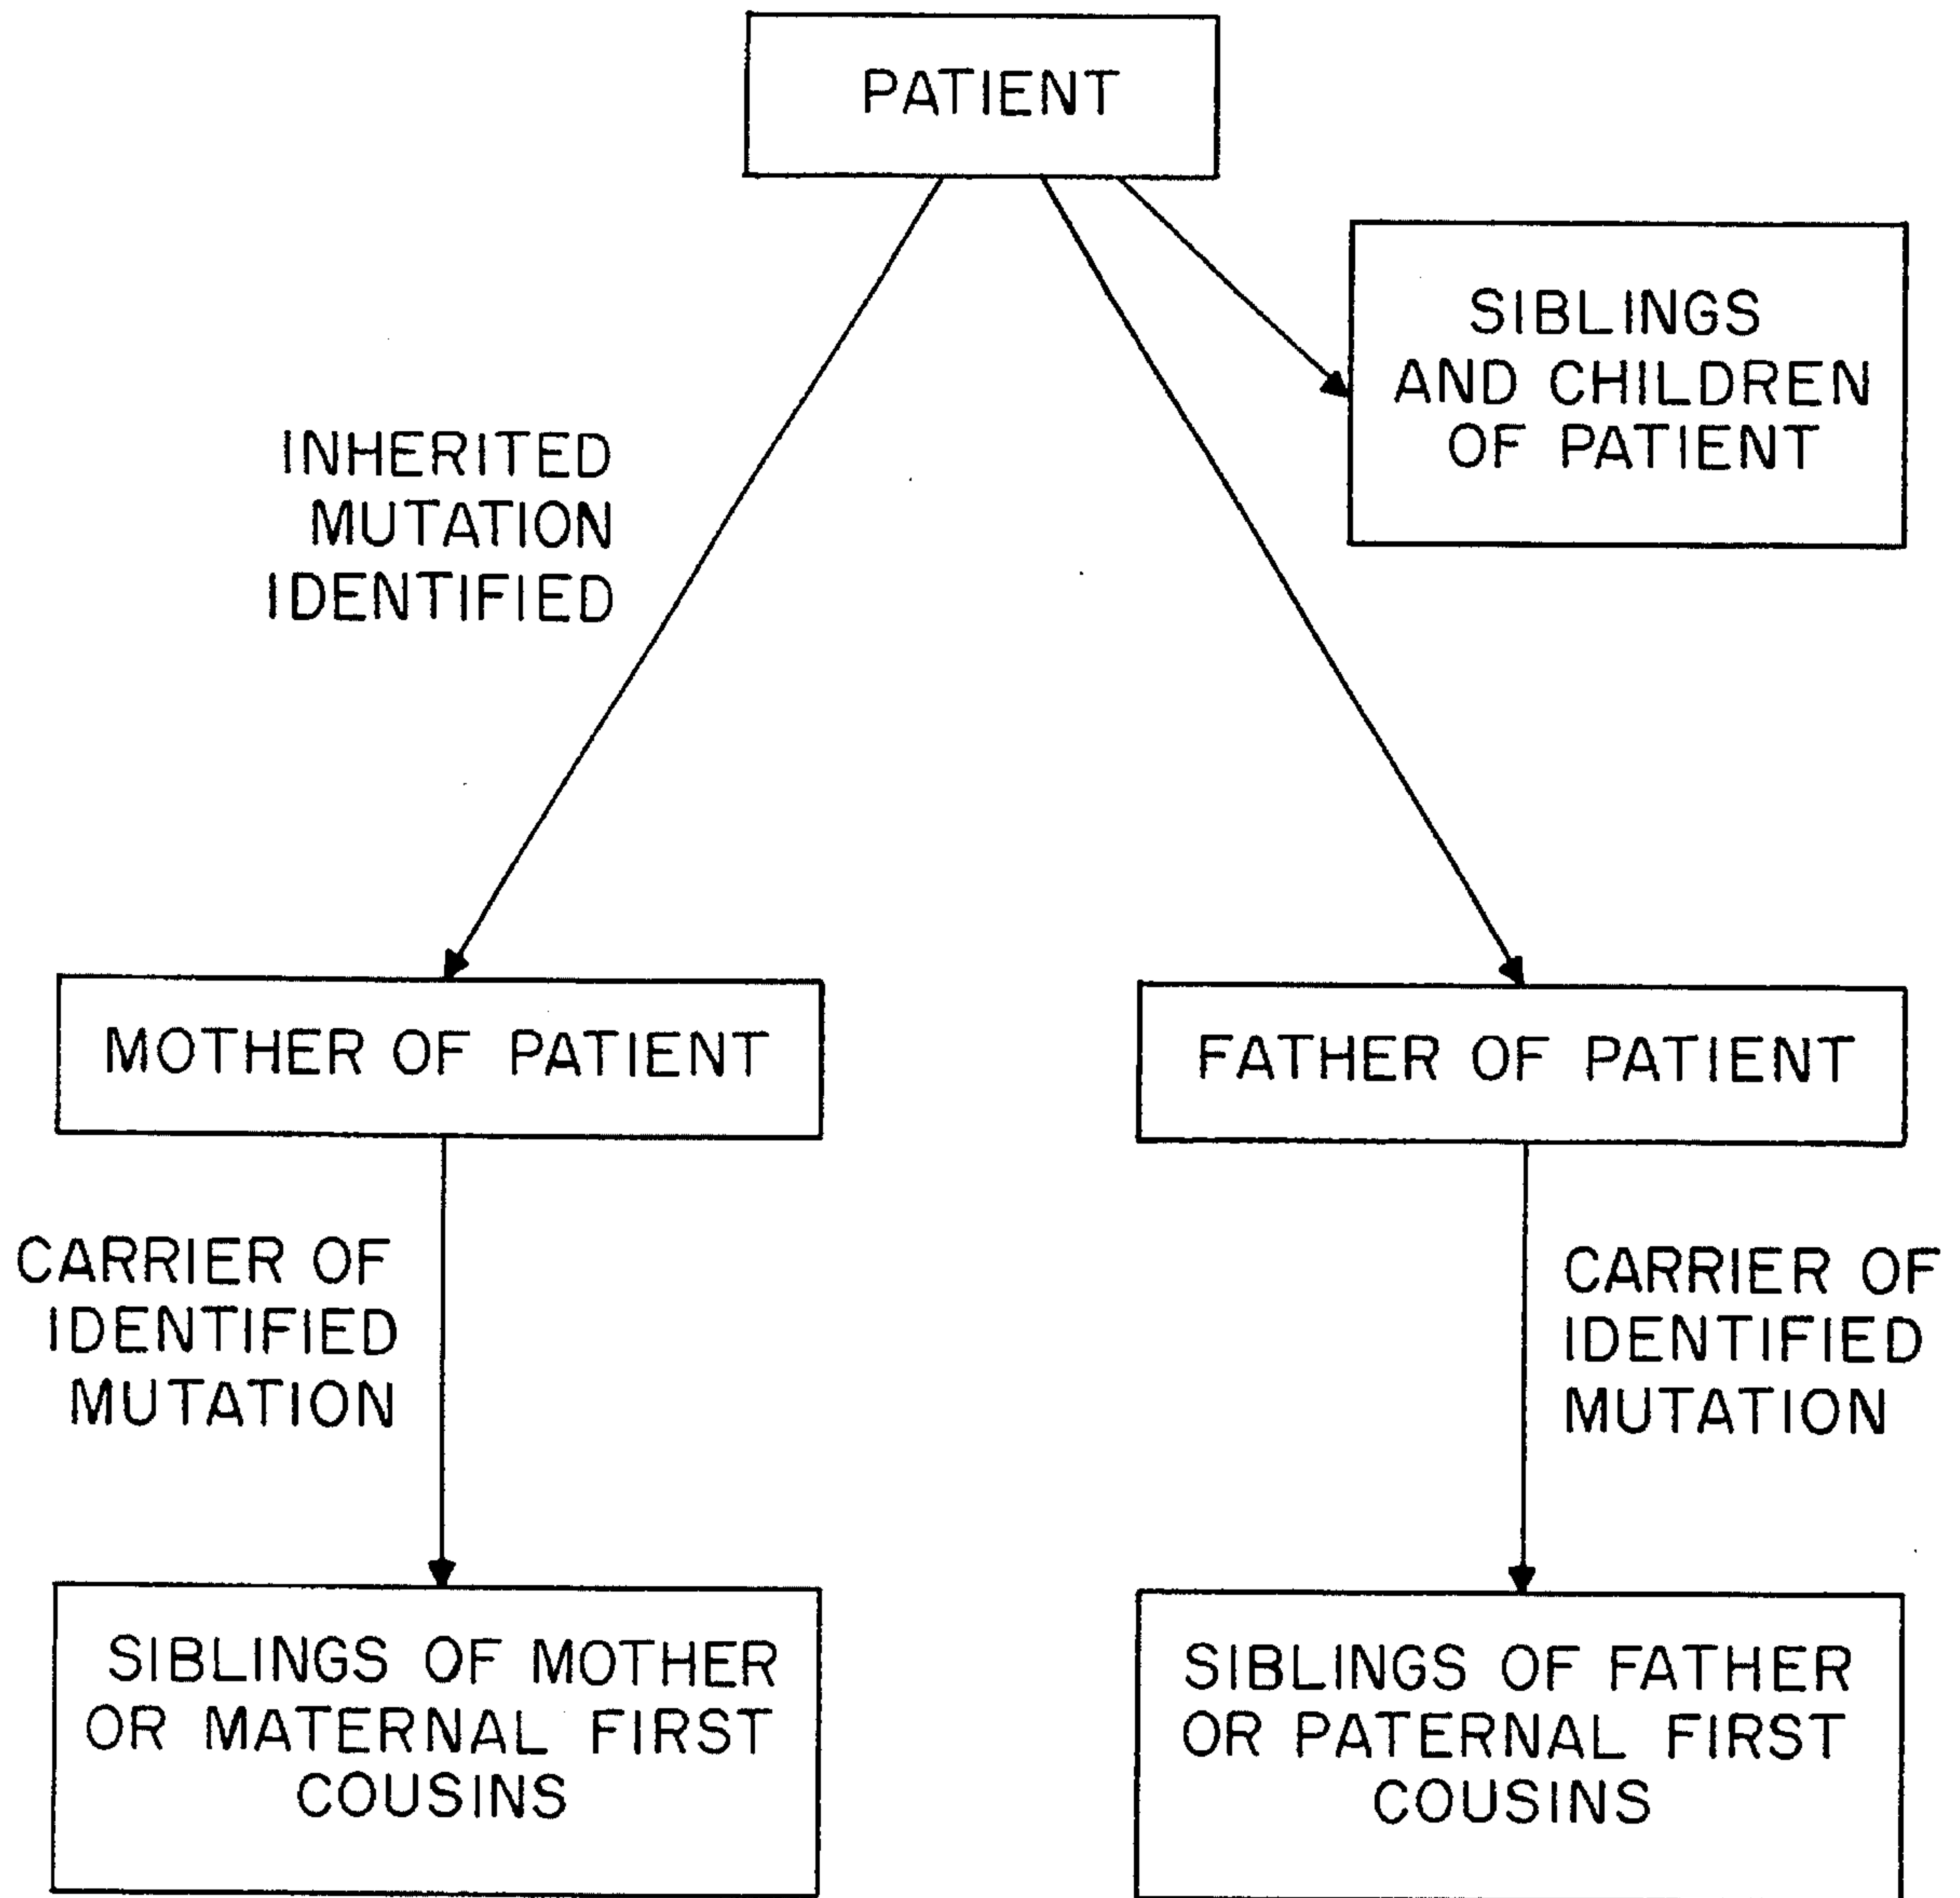 PATIENT
SIBLINGS
AND CHILDREN
OF PATIENT
INHERITED
MUTATION
IDENTIFIED
MOTHER OF PATIENT
FATHER OF PATIENT
CARRIER OF
IDENTIFIED
MUTATION
CARRIER OF
IDENTIFIED
MUTATION
SIBLINGS OF MOTHER
OR MATERNAL FIRST
COUSINS
SIBLINGS OF FATHER
OR PATERNAL FIRST
COUSINS